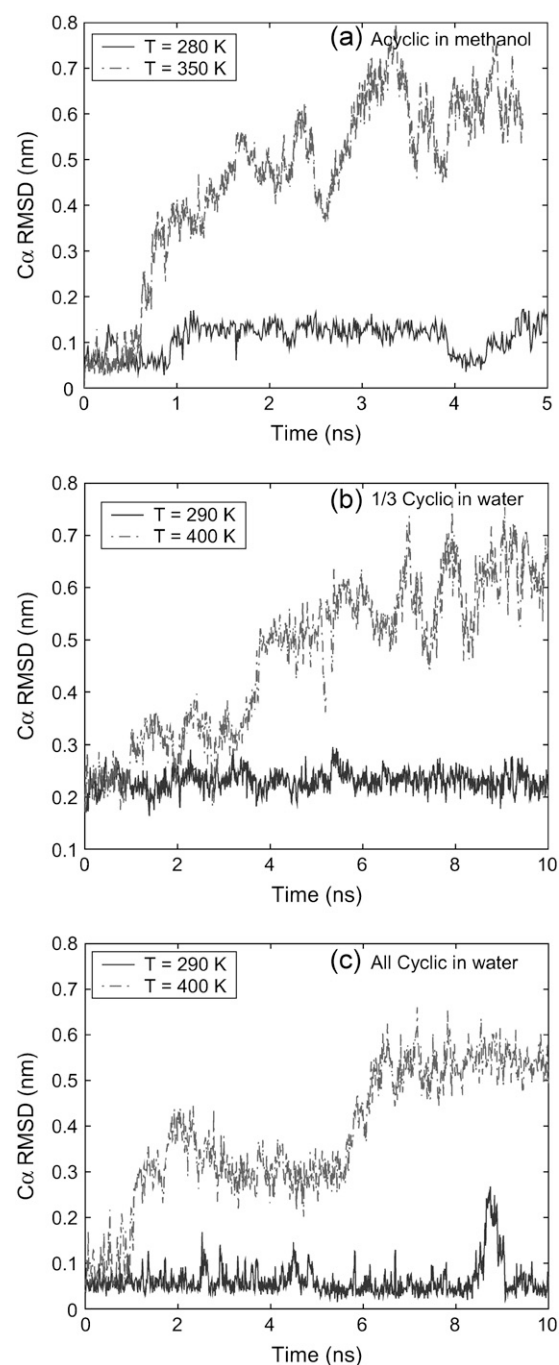 0.8
(a) Acyclic in methanol
T = 280 K
T = 350 K
0.7
0.6
0.5
0.4
0.3
0.2
0.1
0
Cα RMSD (nm)
0 1 2 3 4 5
Time (ns)
0.8
(b) 1/3 Cyclic in water
T = 290 K
T = 400 K
0.7
0.6
0.5
0.4
0.3
0.2
0.1
Cα RMSD (nm)
0 2 4 6 8 10
Time (ns)
0.8
(c) All Cyclic in water
T = 290 K
T = 400 K
0.7
0.6
0.5
0.4
0.3
0.2
0.1
0
Cα RMSD (nm)
0 2 4 6 8 10
Time (ns)